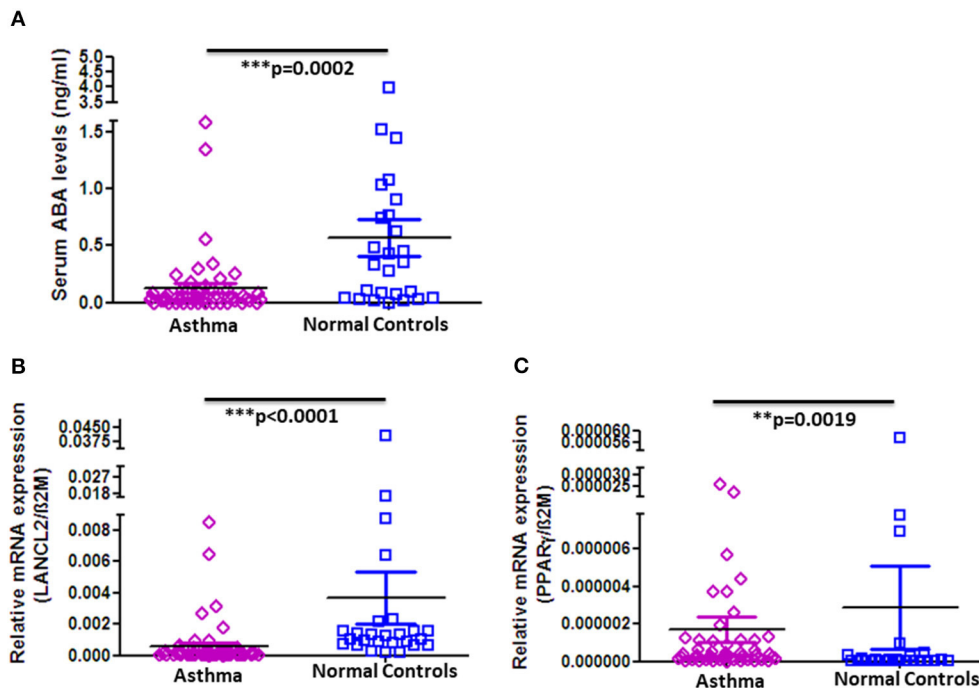 A
Serum ABA levels (ng/ml)
***p=0.0002
5.0
4.5
4.0
3.5
1.5
1.0
0.5
0.0
Asthma
Normal Controls
B
Relative mRNA expresssion
(LANCL2/ß2M)
***p<0.0001
0.0450
0.0375
0.027
0.018
0.008
0.006
0.004
0.002
0.000
Asthma
Normal Controls
C
Relative mRNA expresssion
(PPARγ/ß2M)
**p=0.0019
0.000060
0.000056
0.000030
0.000025
0.000006
0.000004
0.000002
0.000000
Asthma
Normal Controls